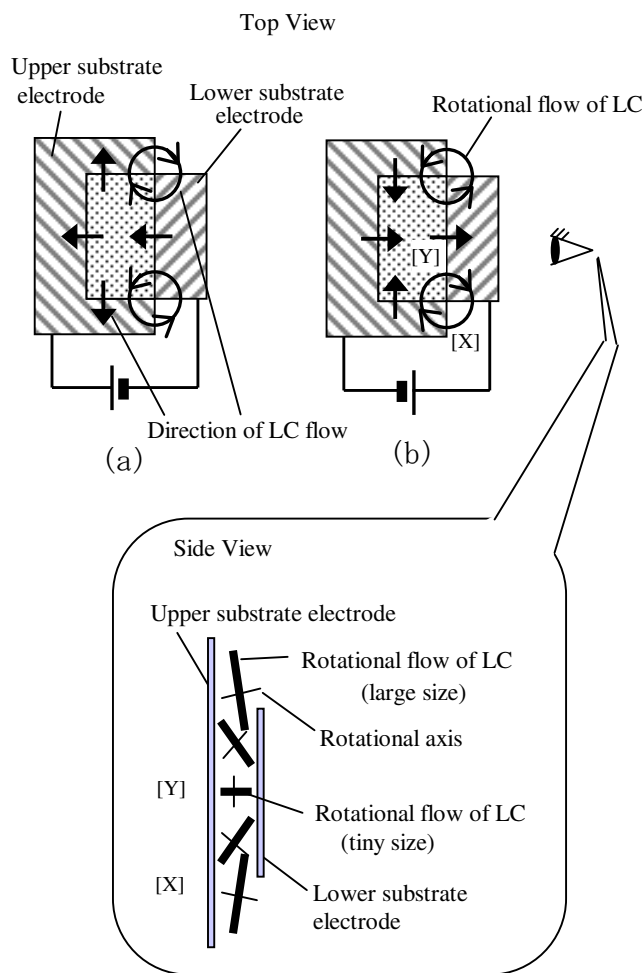 Top View
Upper substrate
electrode
Lower substrate
electrode
Rotational flow of LC
[Y]
[X]
Direction of LC flow
(a)
(b)
Side View
Upper substrate electrode
Rotational flow of LC
(large size)
Rotational axis
[Y]
Rotational flow of LC
(tiny size)
[X]
Lower substrate
electrode